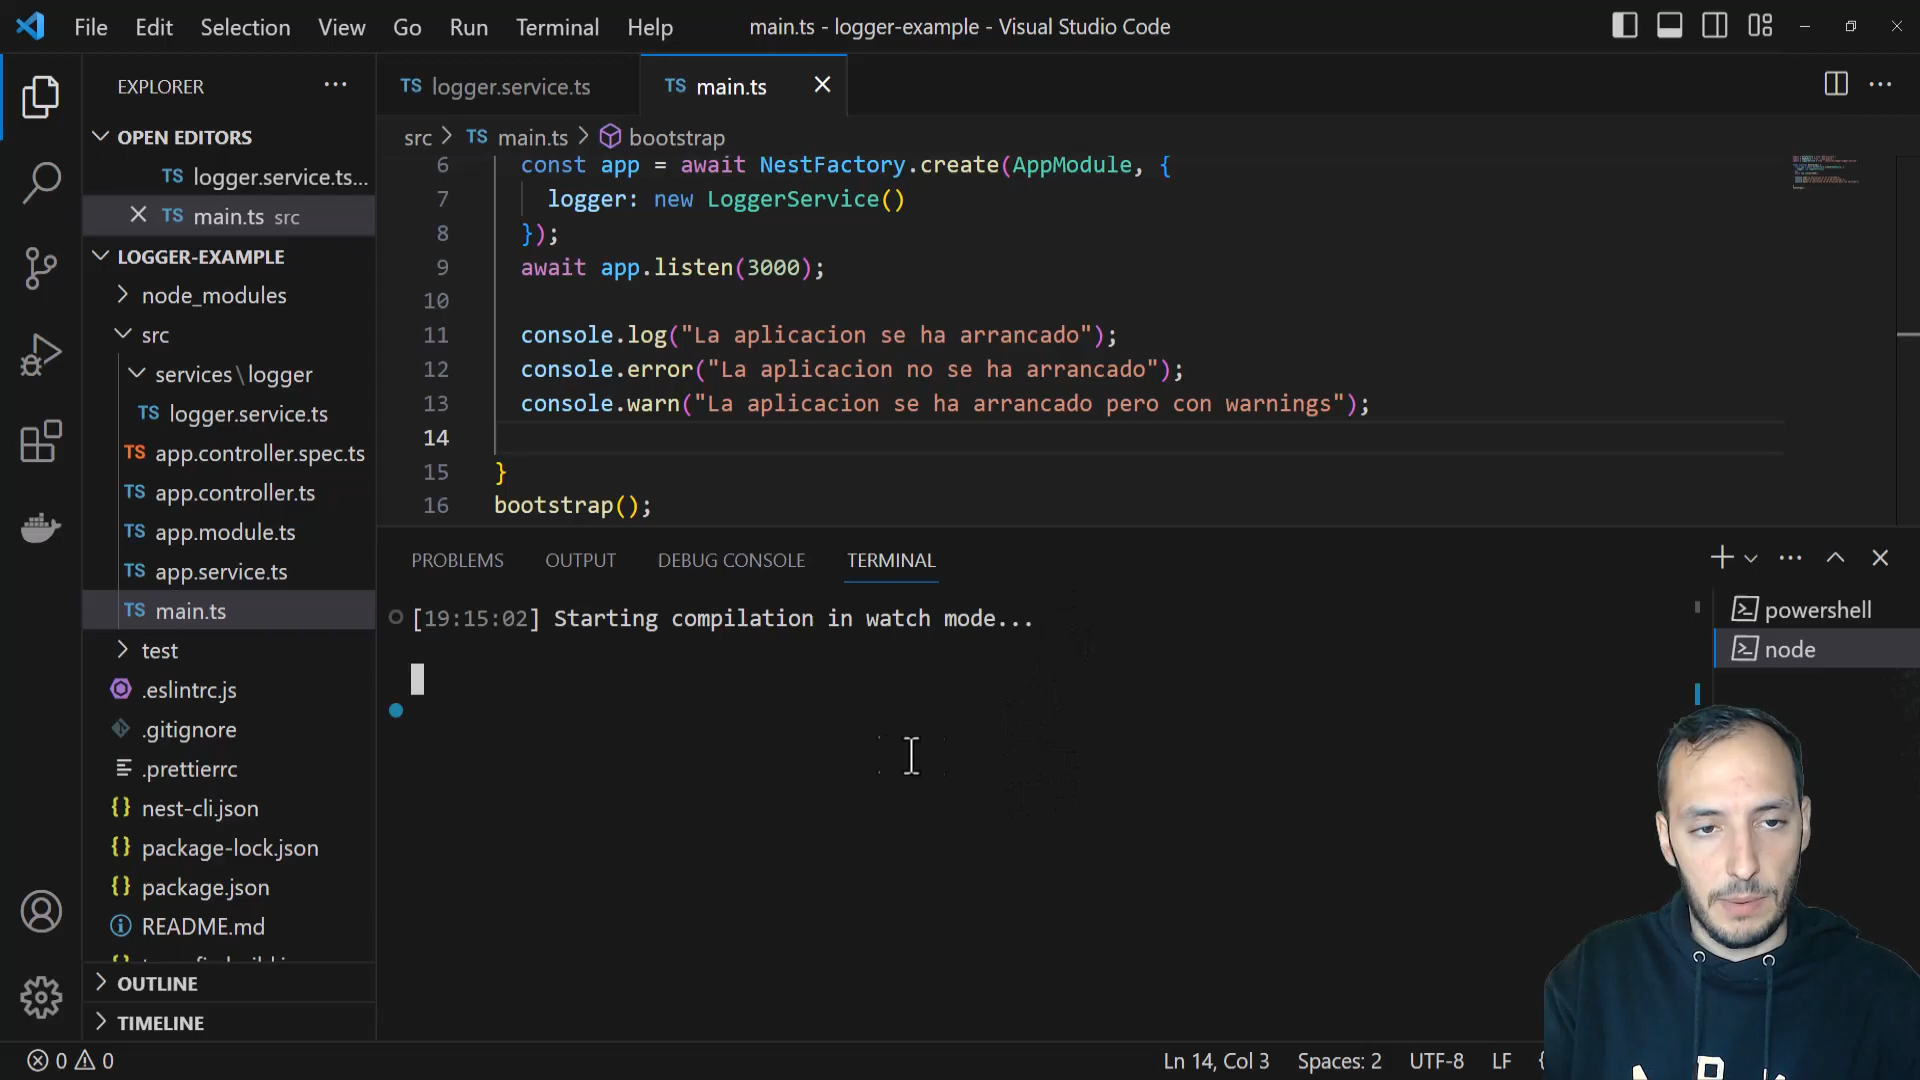 File Edit Selection View Go Run Terminal Help
main.ts - logger-example - Visual Studio Code
EXPLORER
OPEN EDITORS
TS logger.service.ts...
TS main.ts src
LOGGER-EXAMPLE
node_modules
src
services\logger
TS logger.service.ts
TS app.controller.spec.ts
TS app.controller.ts
TS app.module.ts
TS app.service.ts
TS main.ts
test
.eslintrc.js
.gitignore
.prettierrc
{} nest-cli.json
{} package-lock.json
{} package.json
README.md
OUTLINE
TIMELINE
TS logger.service.ts
TS main.ts
src > TS main.ts > bootstrap
6 const app = await NestFactory.create(AppModule, {
7 logger: new LoggerService()
8 });
9 await app.listen(3000);
10
11 console.log("La aplicacion se ha arrancado");
12 console.error("La aplicacion no se ha arrancado");
13 console.warn("La aplicacion se ha arrancado pero con warnings");
14
15 }
16 bootstrap();
PROBLEMS OUTPUT DEBUG CONSOLE TERMINAL
[19:15:02] Starting compilation in watch mode...
powershell
node
0 0
Ln 14, Col 3 Spaces: 2 UTF-8 LF {